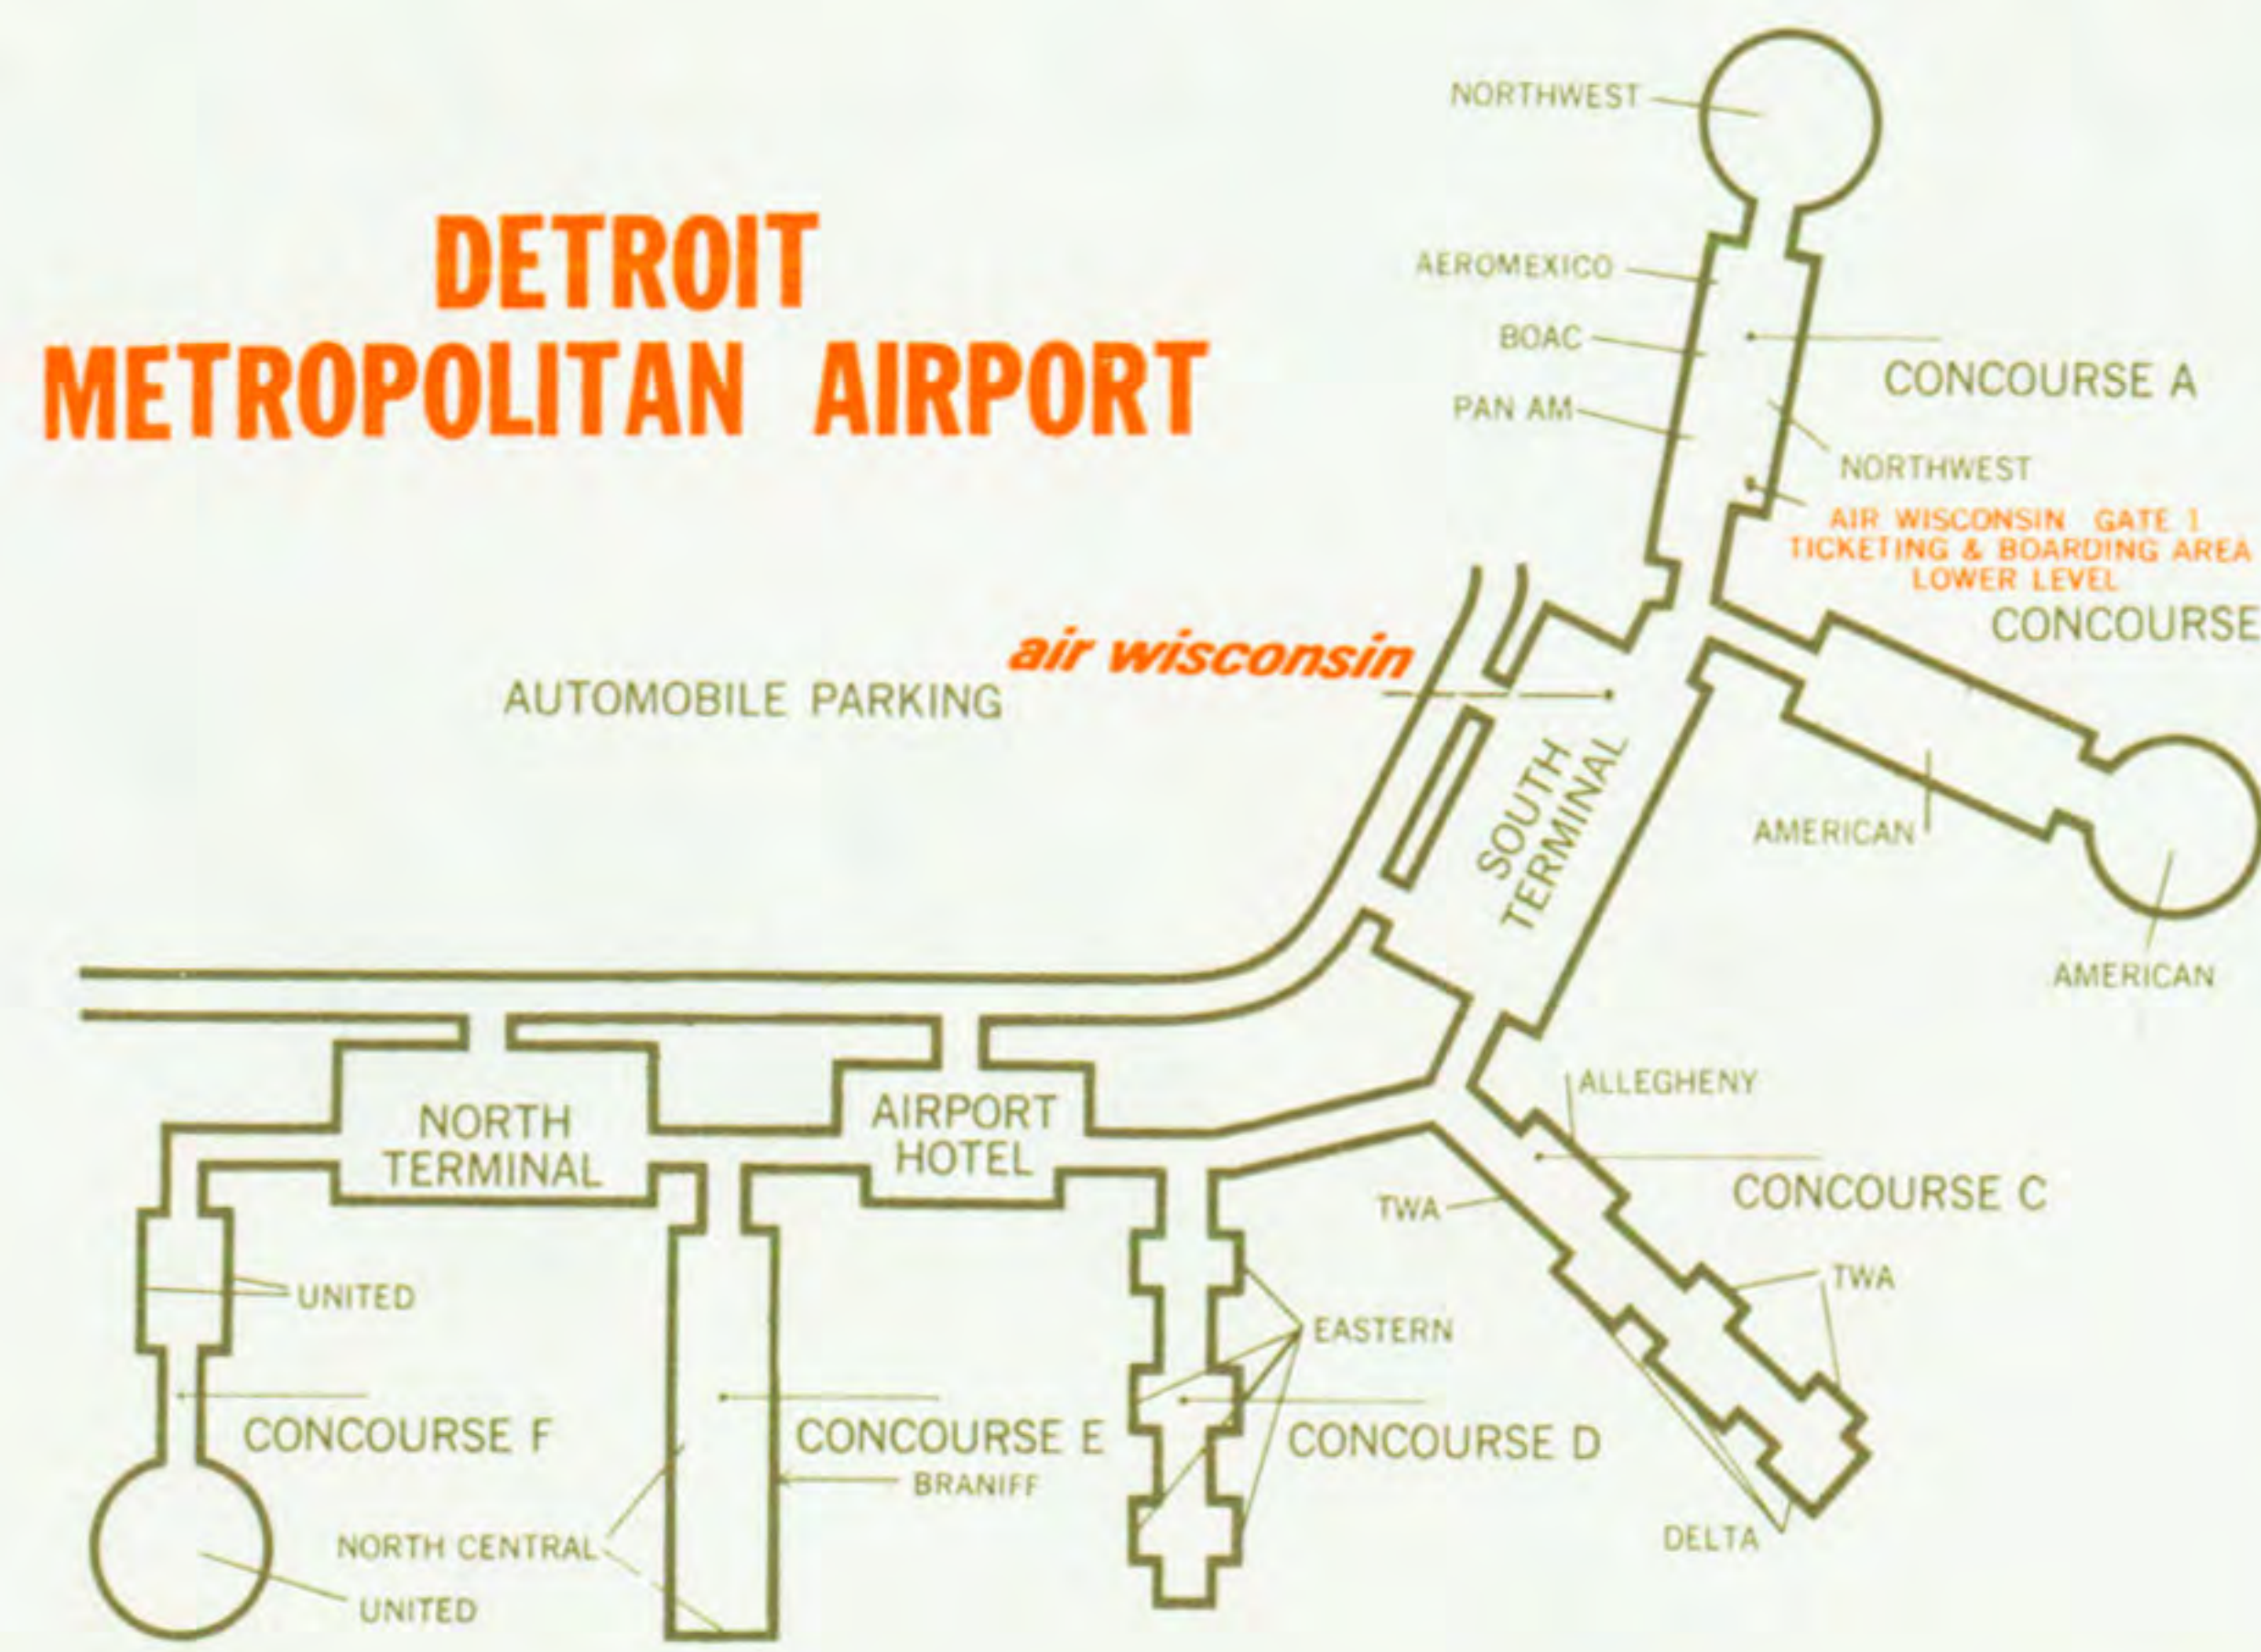 DETROIT
METROPOLITAN AIRPORT
NORTHWEST
AEROMEXICO
BOAC
PAN AM
CONCOURSE A
NORTHWEST
AIR WISCONSIN GATE 1
TICKETING & BOARDING AREA
LOWER LEVEL
CONCOURSE
air wisconsin
AUTOMOBILE PARKING
SOUTH
TERMINAL
AMERICAN
AMERICAN
ALLEGHENY
NORTH
TERMINAL
AIRPORT
HOTEL
CONCOURSE C
TWA
TWA
UNITED
EASTERN
CONCOURSE F
CONCOURSE E
CONCOURSE D
BRANIFF
NORTH CENTRAL
DELTA
UNITED